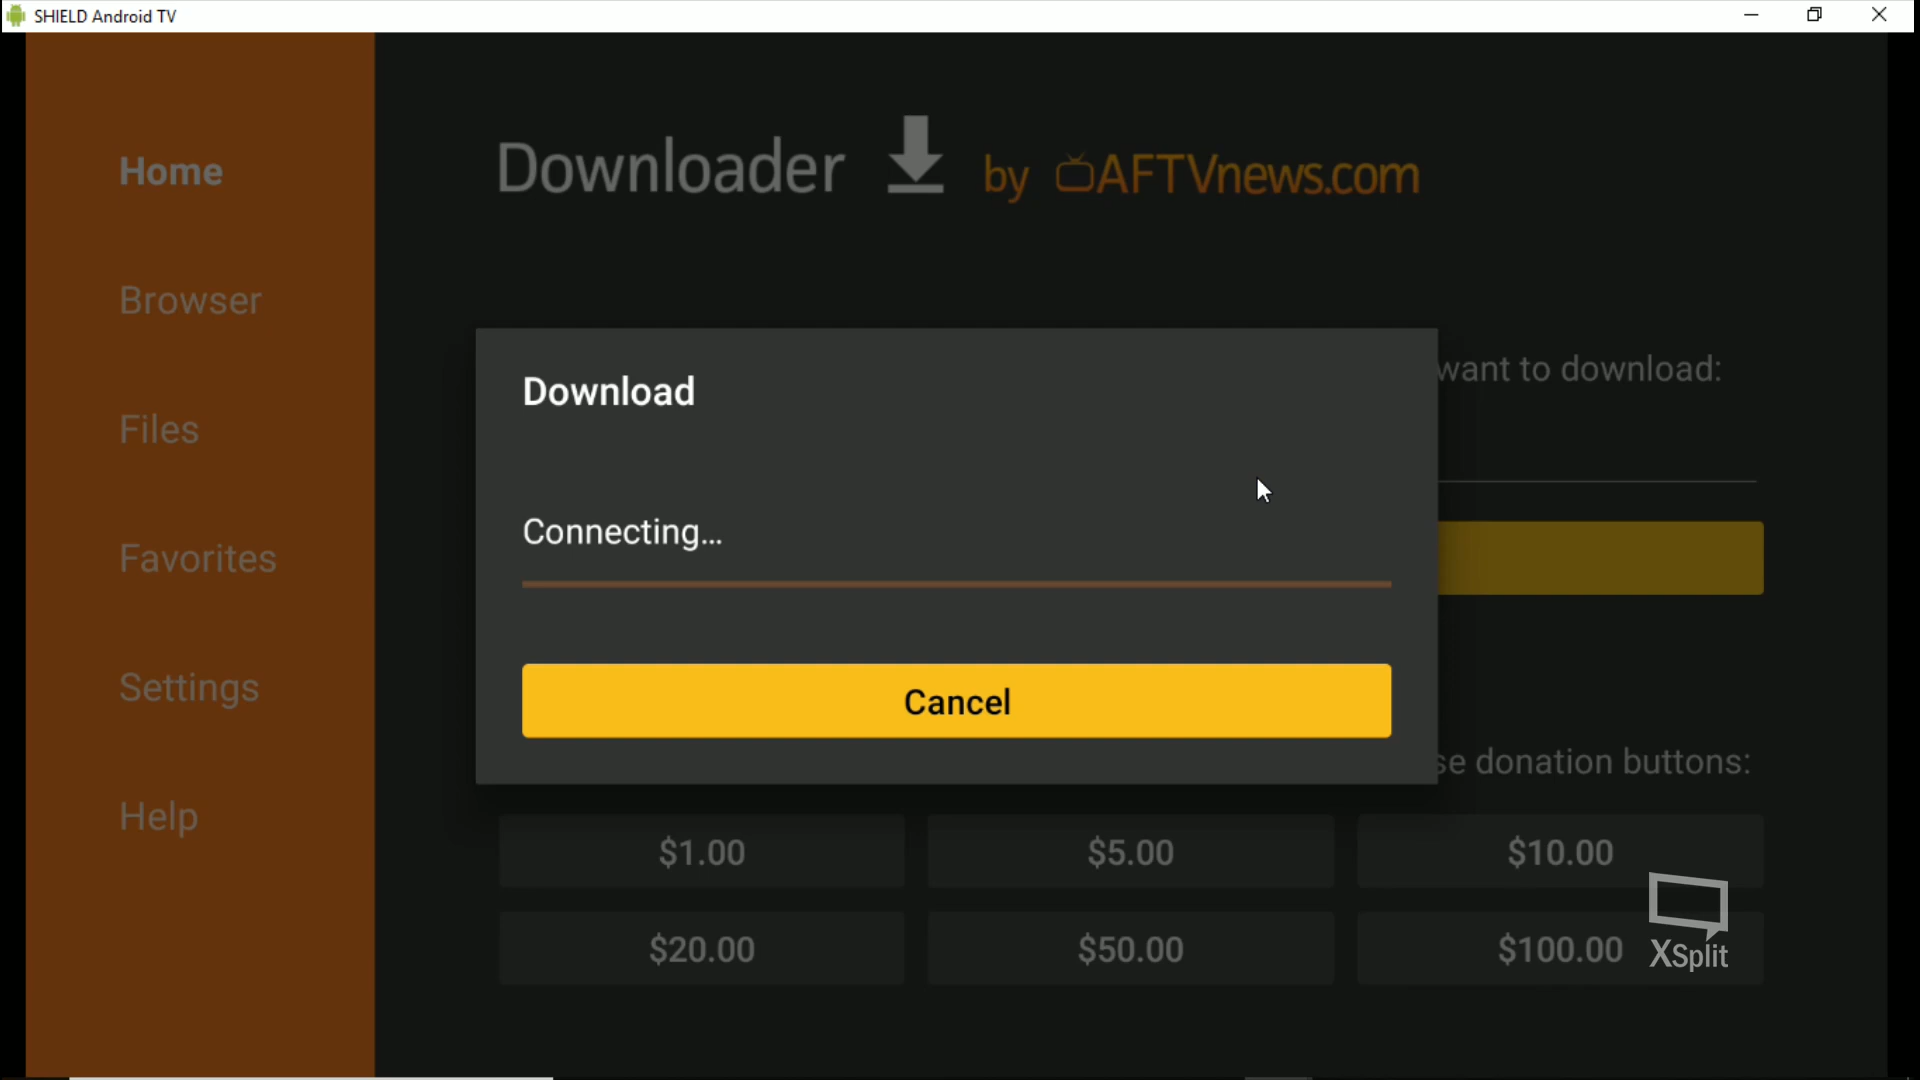 SHIELD Android TV
Home
Downloader by AFTVnews.com
Browser
want to download:
Download
Files
Connecting...
Favorites
Settings
Cancel
se donation buttons:
Help
$1.00 $5.00 $10.00
$20.00 $50.00 $100.00
XSplit